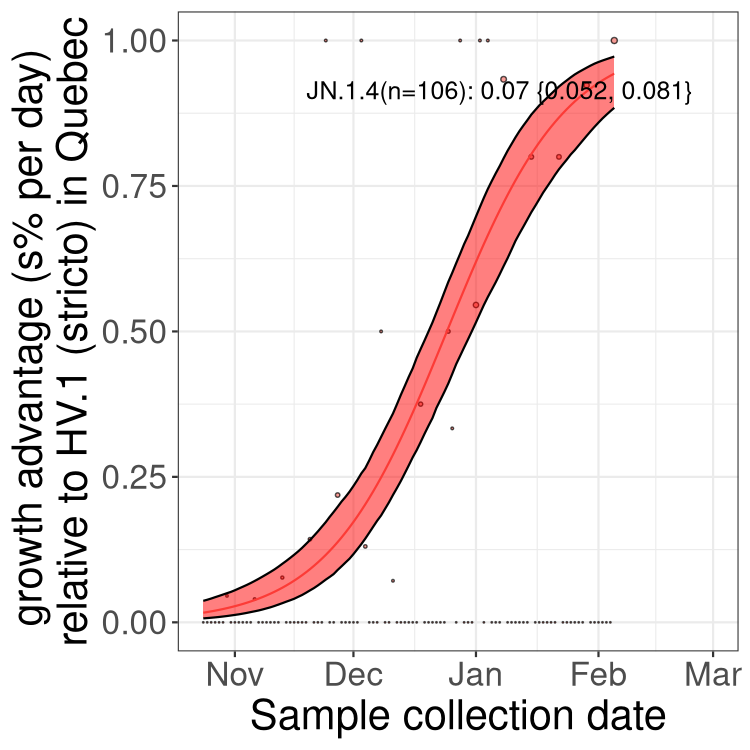 growth advantage (s% per day)
relative to HV.1 (stricto) in Quebec
1.00
0.75
0.50
0.25
0.00
JN.1.4(n=106): 0.07 {0.052, 0.081}
Nov Dec Jan Feb Mar
Sample collection date